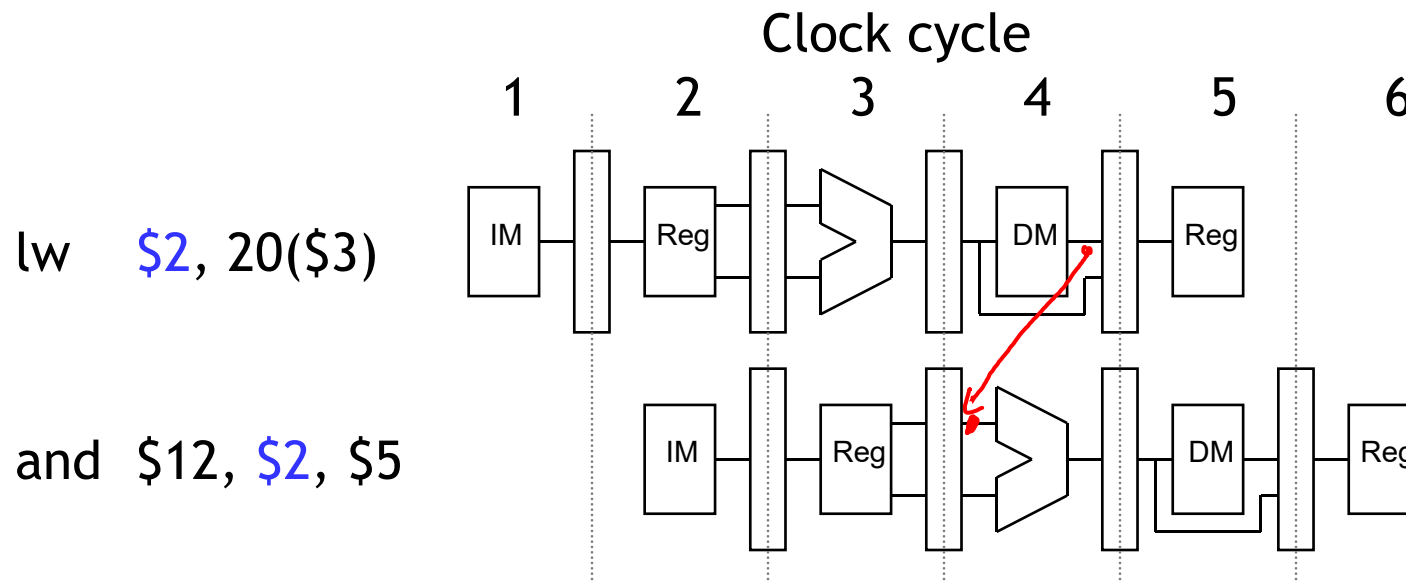 Clock cycle
1 2 3 4 5 6
lw $2, 20($3) IM Reg DM Reg
and $12, $2, $5 IM Reg DM Reg